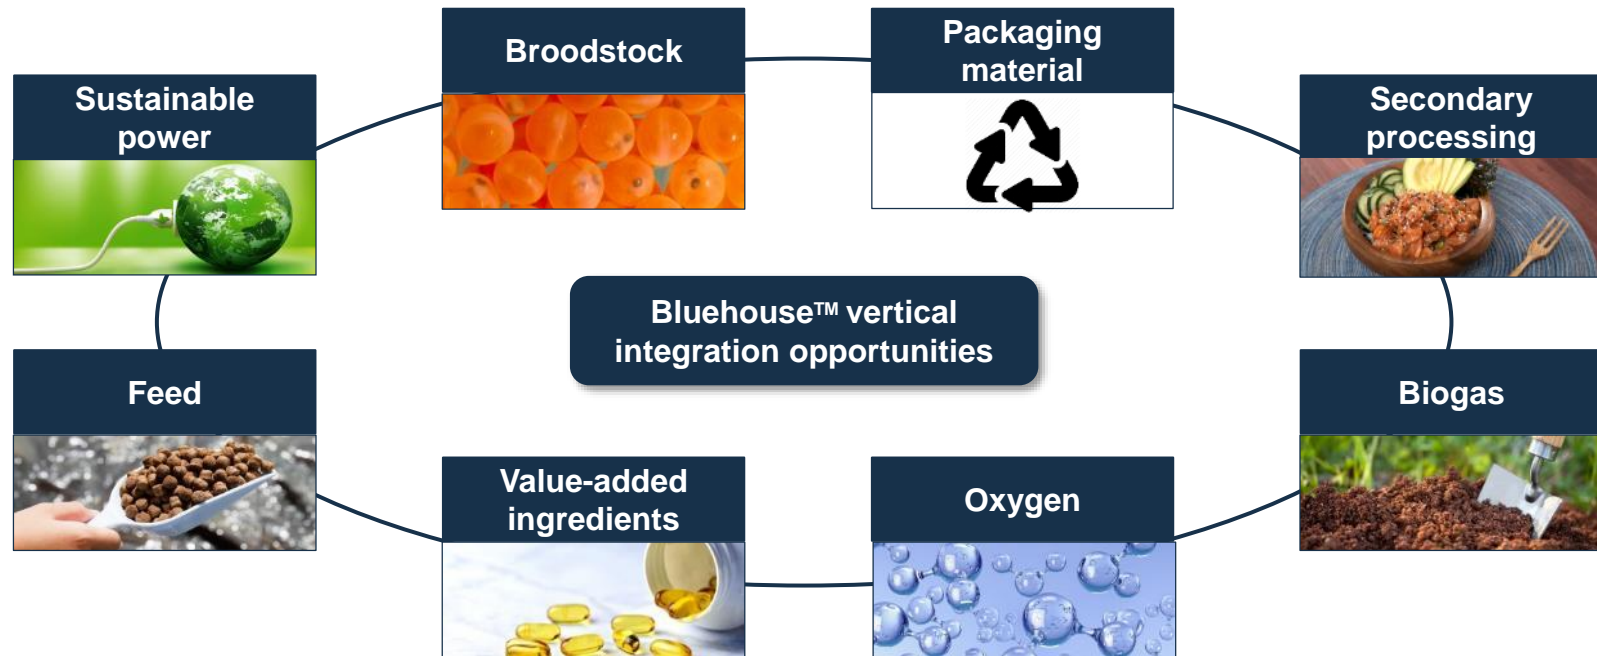 Broodstock
Packaging
material
Sustainable
power
Secondary
processing
Bluehouse™ vertical
integration opportunities
Feed
Biogas
Value-added
ingredients
Oxygen